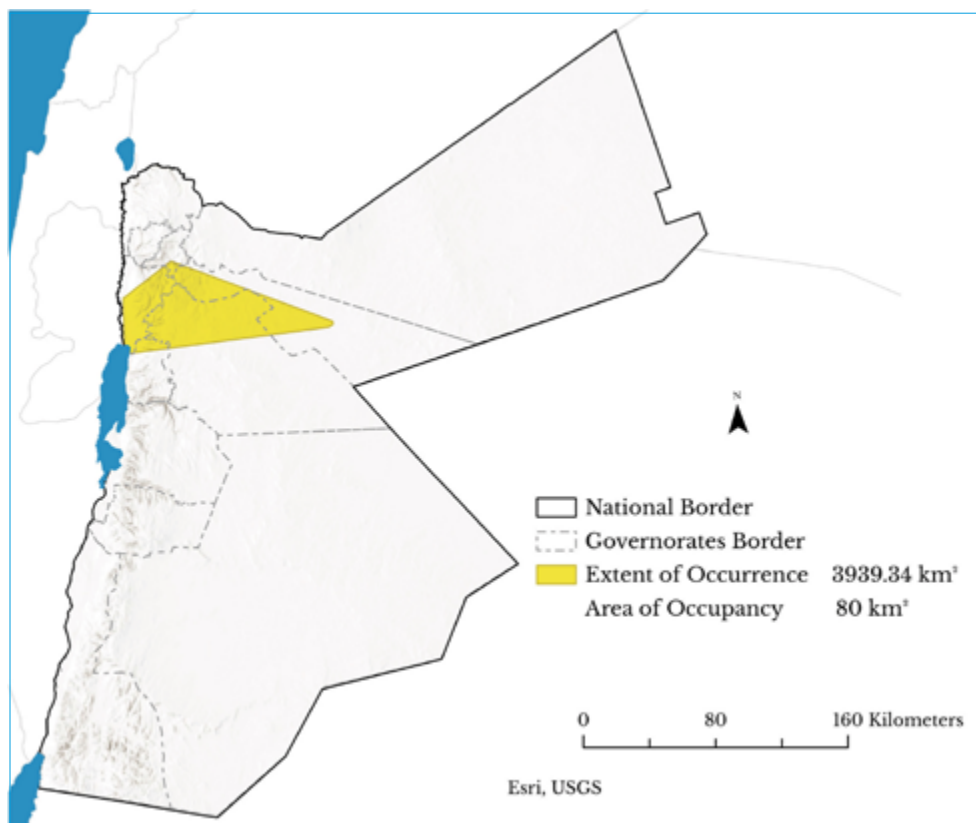 N
National Border
Governorates Border
Extent of Occurrence 3939.34 km²
Area of Occupancy 80 km²
0 80 160 Kilometers
Esri, USGS